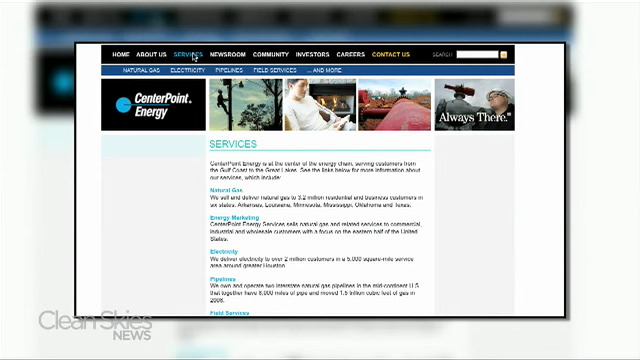 HOME ABOUT US SERVICES NEWSROOM COMMUNITY INVESTORS CAREERS CONTACT US SEARCH
NATURAL GAS ELECTRICITY PIPELINES FIELD SERVICES ... AND MORE
CenterPoint.
Energy
Always There.
SERVICES
CenterPoint Energy is at the center of the energy chain, serving customers from
the Gulf Coast to the Great Lakes. See the links below for more information about
our services, which include:
Natural Gas
We sell and deliver natural gas to 3.2 million residential and business customers in
six states: Arkansas, Louisiana, Minnesota, Mississippi, Oklahoma and Texas.
Energy Marketing
CenterPoint Energy Services sells natural gas and related services to commercial,
industrial and wholesale customers with a focus on the eastern half of the United
States.
Electricity
We deliver electricity to over 2 million customers in a 5,000 square-mile service
area around greater Houston.
Pipelines
We own and operate two interstate natural gas pipelines in the mid-continent U.S.
that together have 8,000 miles of pipe and moved 1.5 trillion cubic feet of gas in
2008.
Field Services
Clean Skies
NEWS